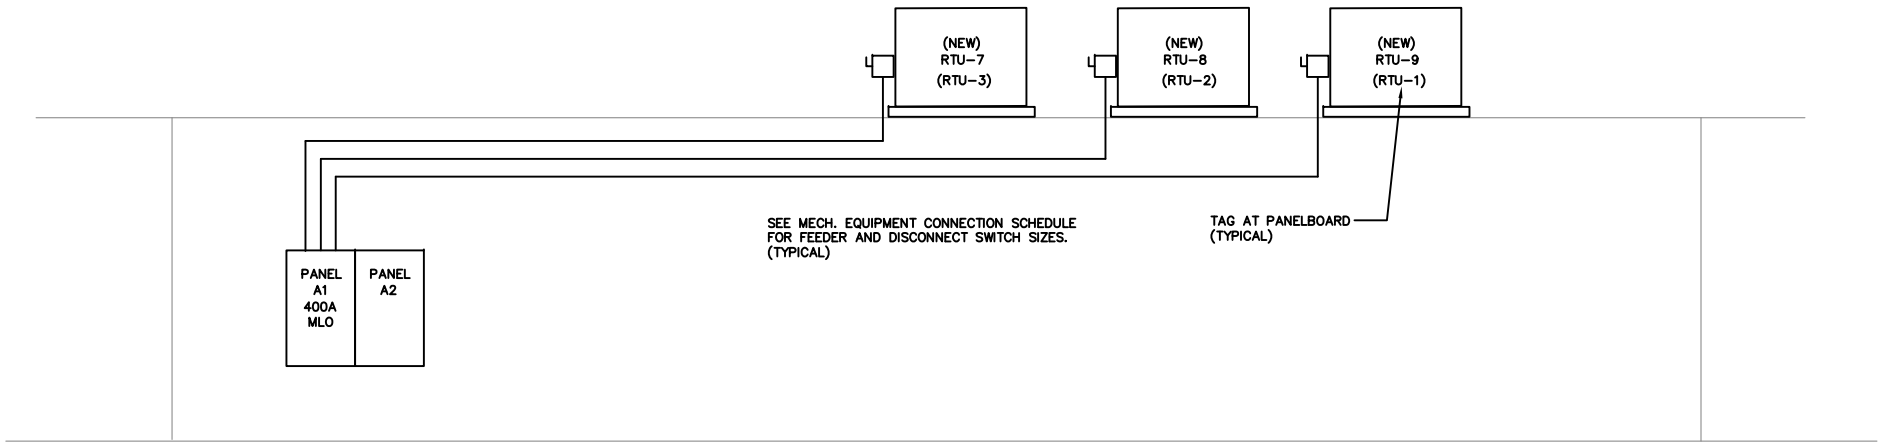 (NEW)
RTU-7
(RTU-3)
(NEW)
RTU-8
(RTU-2)
(NEW)
RTU-9
(RTU-1)
SEE MECH. EQUIPMENT CONNECTION SCHEDULE
FOR FEEDER AND DISCONNECT SWITCH SIZES.
(TYPICAL)
TAG AT PANELBOARD
(TYPICAL)
PANEL
A1
400A
MLO
PANEL
A2